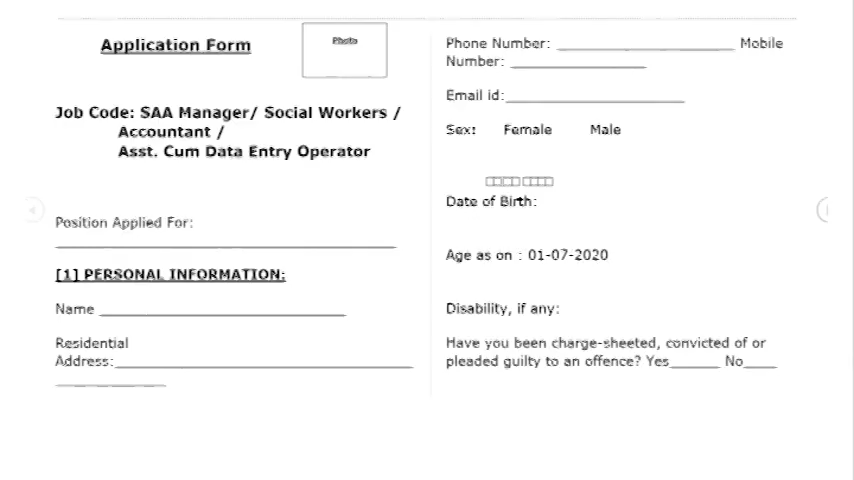 Application Form
Photo
Job Code: SAA Manager/ Social Workers /
Accountant /
Asst. Cum Data Entry Operator
Position Applied For:
[1] PERSONAL INFORMATION:
Name
Residential
Address:
Phone Number: Mobile
Number:
Email id:
Sex: Female Male
Date of Birth:
Age as on : 01-07-2020
Disability, if any:
Have you been charge-sheeted, convicted of or
pleaded guilty to an offence? Yes No